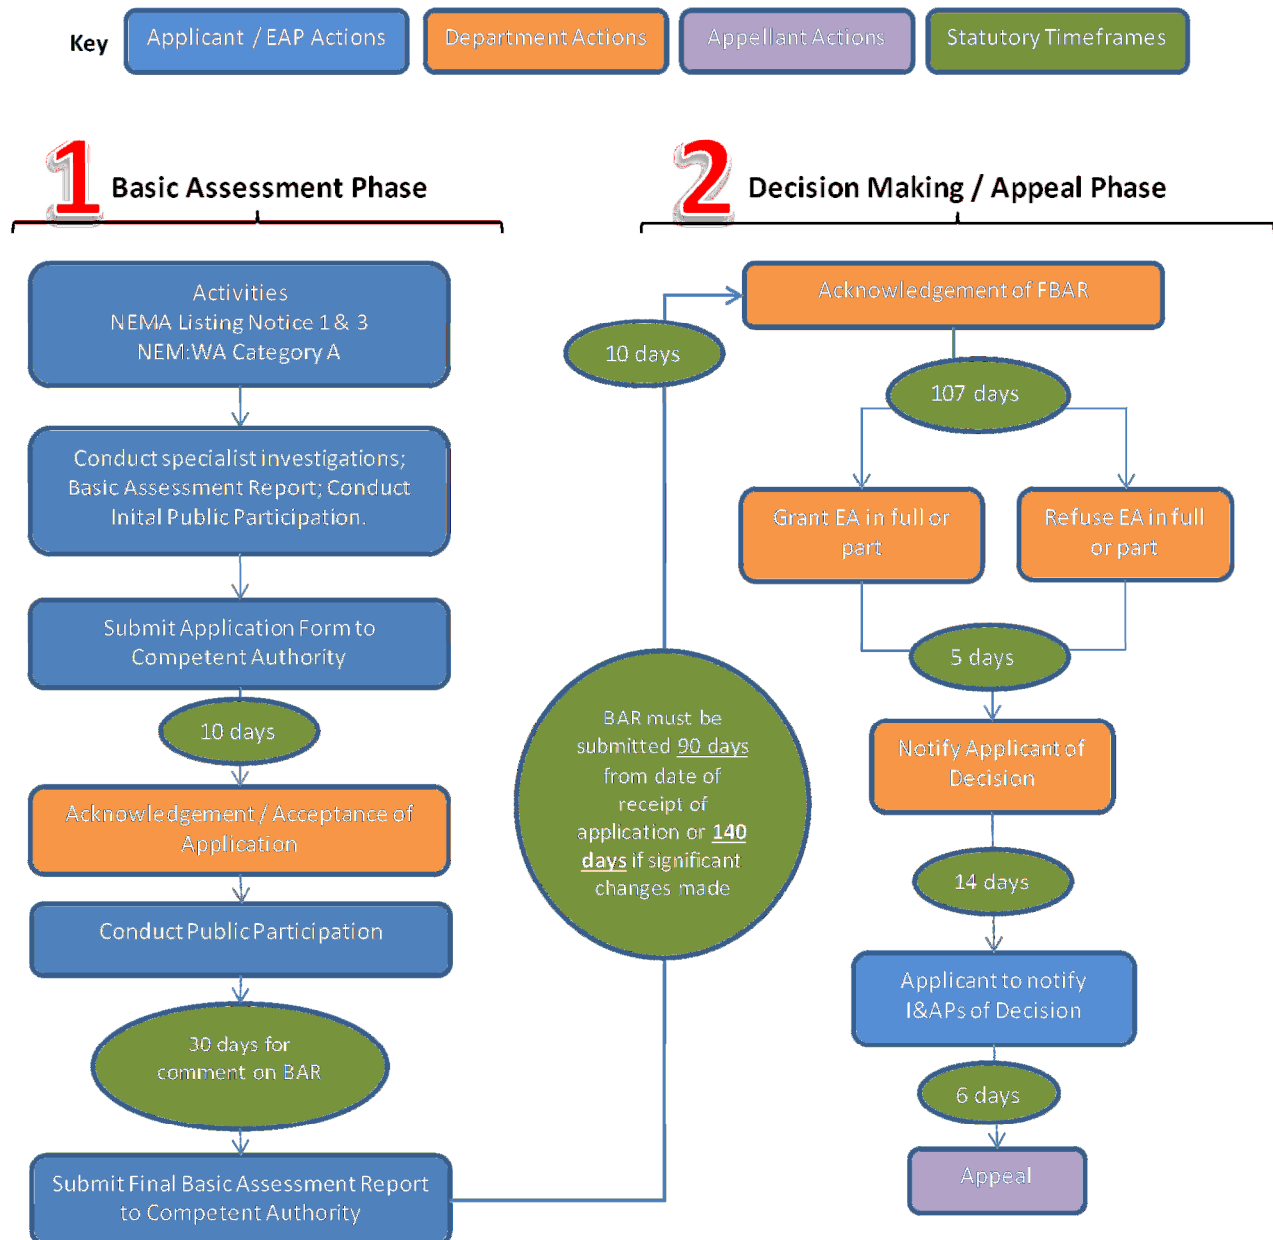 Key
Applicant / EAP Actions
Department Actions
Appellant Actions
Statutory Timeframes
1
Basic Assessment Phase
Activities
NEMA Listing Notice 1 & 3
NEM:WA Category A
Conduct specialist investigations;
Basic Assessment Report; Conduct
Inital Public Participation.
Submit Application Form to
Competent Authority
10 days
Acknowledgement / Acceptance of
Application
Conduct Public Participation
30 days for
comment on BAR
Submit Final Basic Assessment Report
to Competent Authority
BAR must be
submitted 90 days
from date of
receipt of
application or 140
days if significant
changes made
10 days
2
Decision Making / Appeal Phase
Acknowledgement of FBAR
107 days
Grant EA in full or
part
Refuse EA in full
or part
5 days
Notify Applicant of
Decision
14 days
Applicant to notify
I&APs of Decision
6 days
Appeal